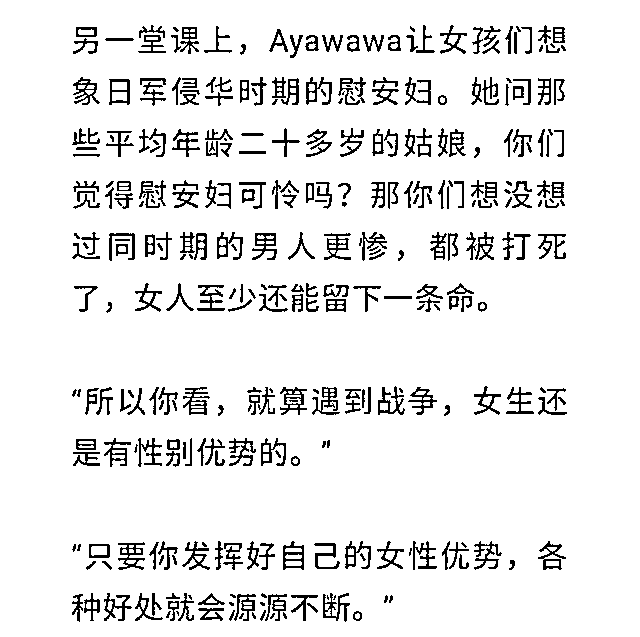 另一堂课上，Ayawawa让女孩们想
象日军侵华时期的慰安妇。她问那
些平均年龄二十多岁的姑娘，你们
觉得慰安妇可怜吗？那你们想没想
过同时期的男人更惨，都被打死
了，女人至少还能留下一条命。
“所以你看，就算遇到战争，女生还
是有性别优势的。”
“只要你发挥好自己的女性优势，各
种好处就会源源不断。”